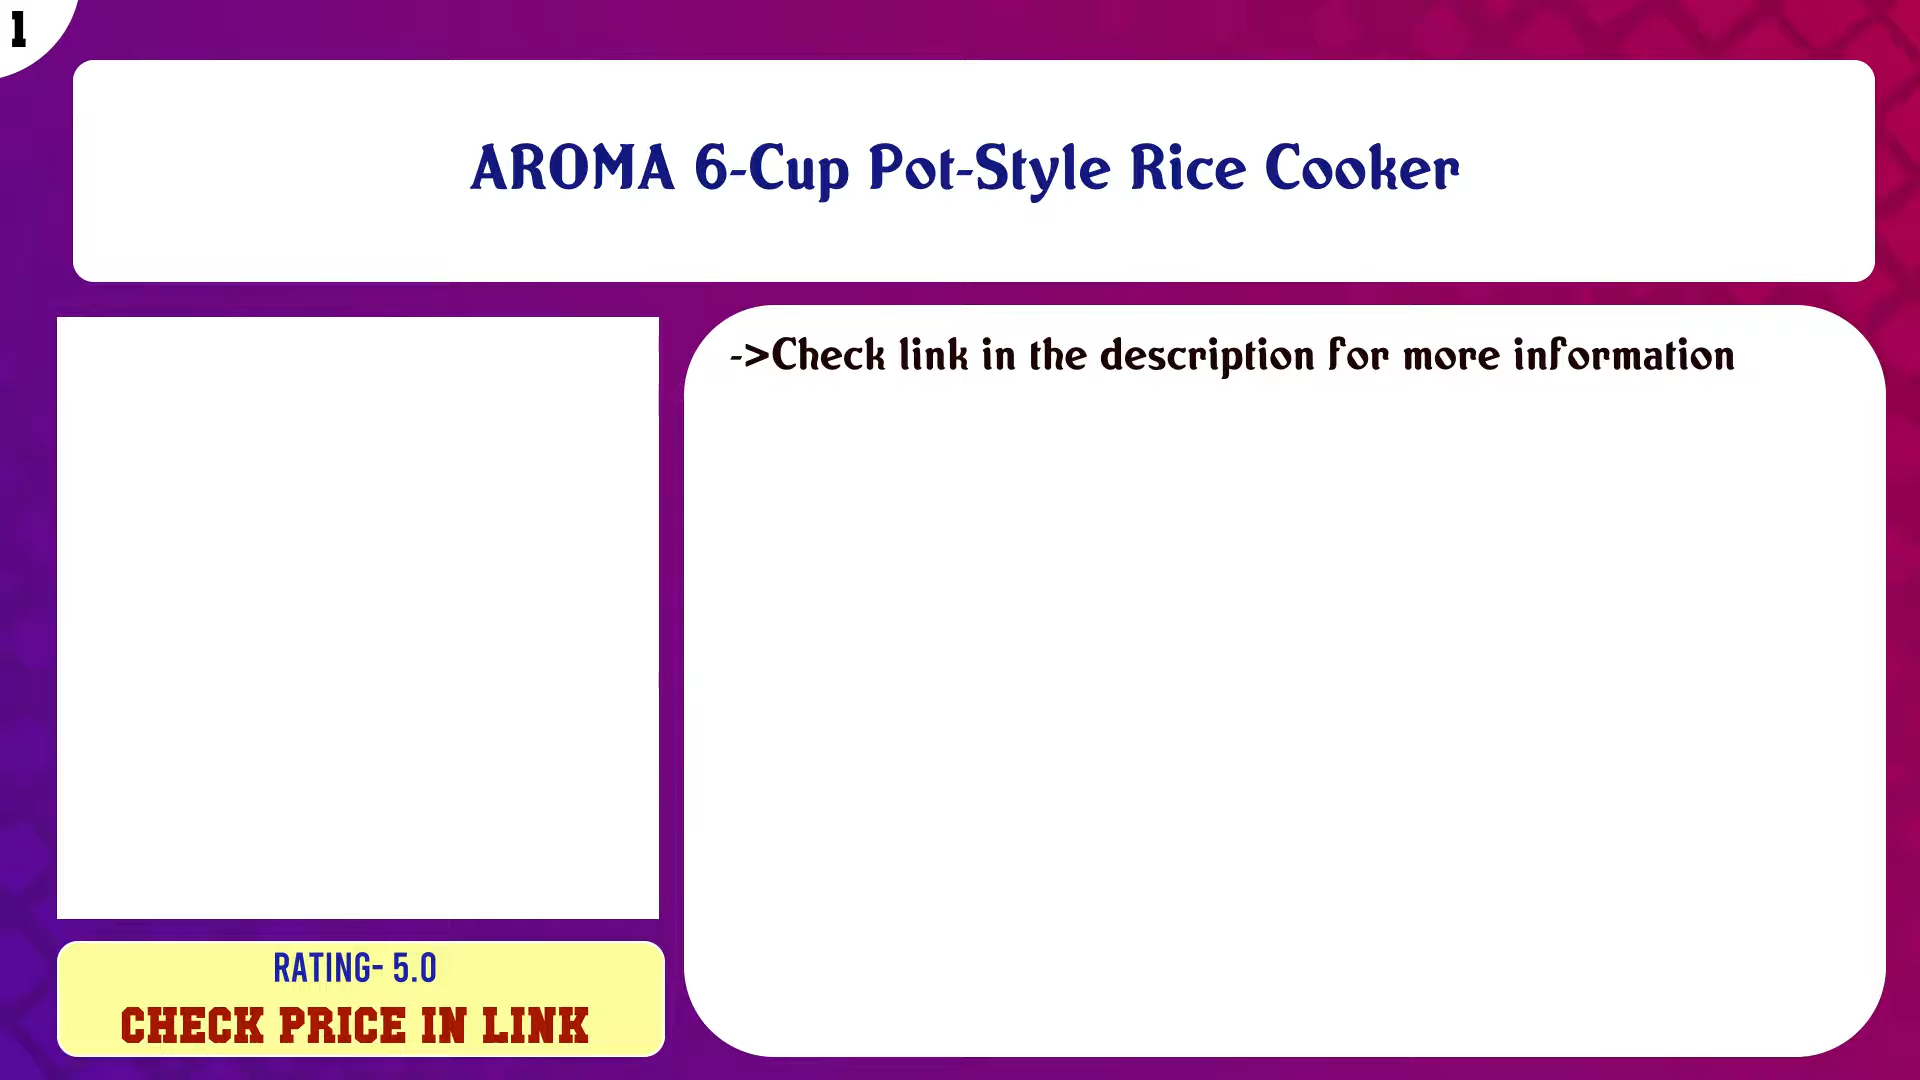 1
AROMA 6-Cup Pot-Style Rice Cooker
->Check link in the description for more information
RATING- 5.0
CHECK PRICE IN LINK